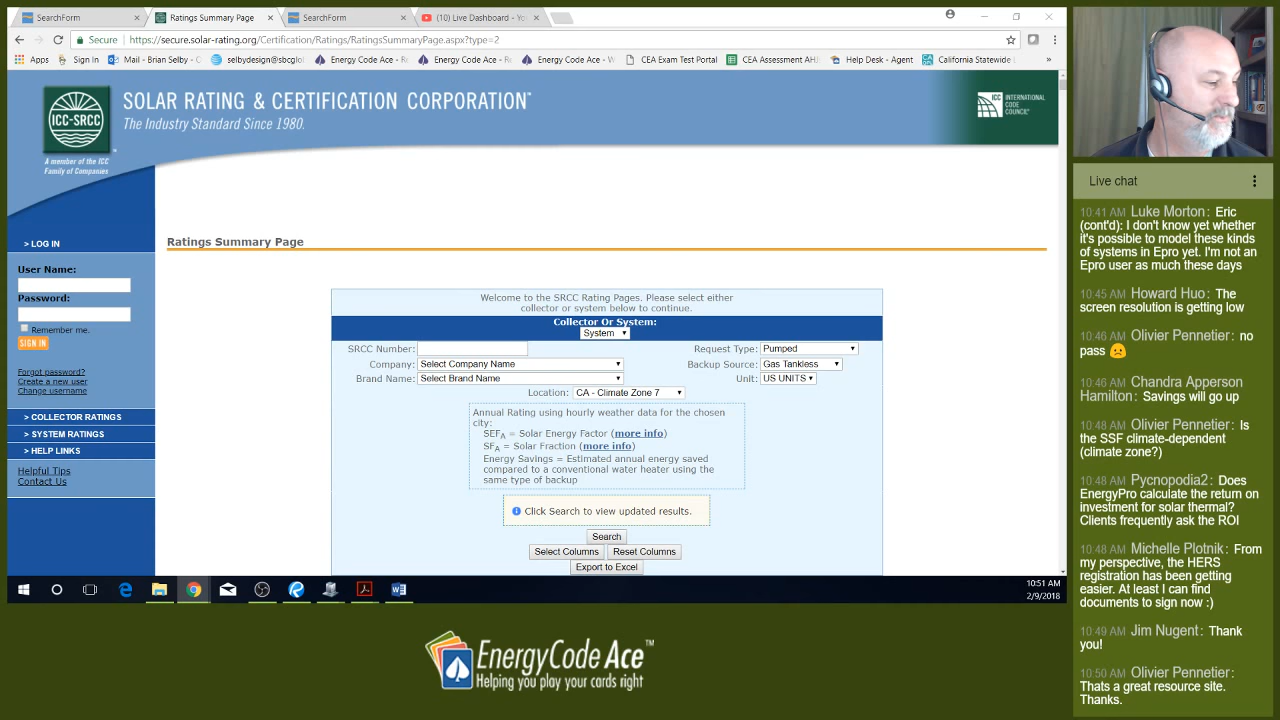 SearchForm
Ratings Summary Page
SearchForm
(10) Live Dashboard - Yo
Secure
https://secure.solar-rating.org/Certification/Ratings/RatingsSummaryPage.aspx?type=2
Apps
Sign In
Mail - Brian Selby -
selbydesign@sbcglo
Energy Code Ace - Re
Energy Code Ace -
Energy Code Ace - W
CEA Exam Test Portal
CEA Assessment AH
Help Desk - Agent
California Statewide
ICC-SRCC
SOLAR RATING & CERTIFICATION CORPORATION™
The Industry Standard Since 1980.
A member of the ICC
Family of Companies
ICC
INTERNATIONAL
CODE
COUNCIL
> LOG IN
User Name:
Password:
Remember me.
SIGN IN
Forgot password?
Create a new user
Change username
> COLLECTOR RATINGS
> SYSTEM RATINGS
> HELP LINKS
Helpful Tips
Contact Us
Ratings Summary Page
Welcome to the SRCC Rating Pages. Please select either
collector or system below to continue.
Collector Or System:
System
SRCC Number:
Request Type: Pumped
Company: Select Company Name
Backup Source: Gas Tankless
Brand Name: Select Brand Name
Unit: US UNITS
Location: CA - Climate Zone 7
Annual Rating using hourly weather data for the chosen
city:
SEFA = Solar Energy Factor (more info)
SFA = Solar Fraction (more info)
Energy Savings = Estimated annual energy saved
compared to a conventional water heater using the
same type of backup
Click Search to view updated results.
Search
Select Columns
Reset Columns
Export to Excel
10:51 AM
2/9/2018
Live chat
10:41 AM Luke Morton: Eric
(cont'd): I don't know yet whether
it's possible to model these kinds
of systems in Epro yet. I'm not an
Epro user as much these days
10:45 AM Howard Huo: The
screen resolution is getting low
10:46 AM Olivier Pennetier: no
pass
10:46 AM Chandra Apperson
Hamilton: Savings will go up
10:48 AM Olivier Pennetier: Is
the SSF climate-dependent
(climate zone?)
10:48 AM Pycnopodia2: Does
EnergyPro calculate the return on
investment for solar thermal?
Clients frequently ask the ROI
10:48 AM Michelle Plotnik: From
my perspective, the HERS
registration has been getting
easier. At least I can find
documents to sign now :)
10:49 AM Jim Nugent: Thank
you!
10:50 AM Olivier Pennetier:
Thats a great resource site.
Thanks.
EnergyCode Ace™
Helping you play your cards right